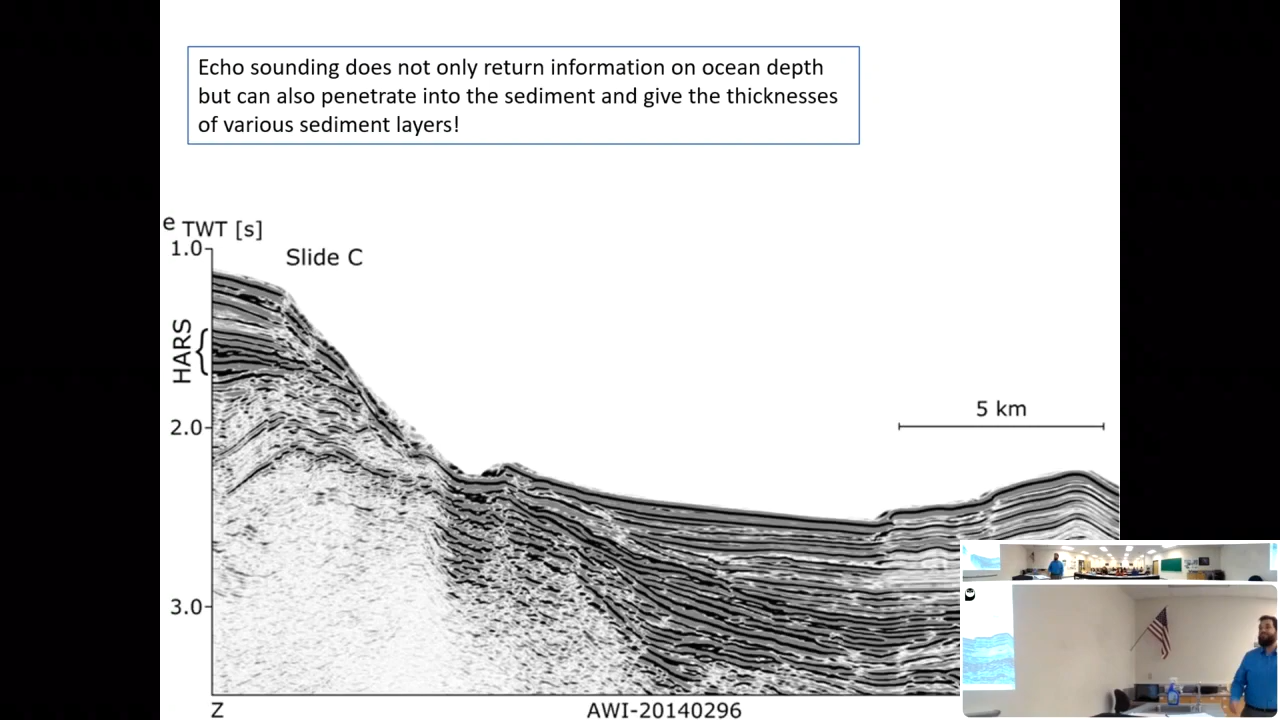 Echo sounding does not only return information on ocean depth
but can also penetrate into the sediment and give the thicknesses
of various sediment layers!
e TWT [s]
1.0
Slide C
HARS
5 km
2.0
3.0
Z
AWI-20140296